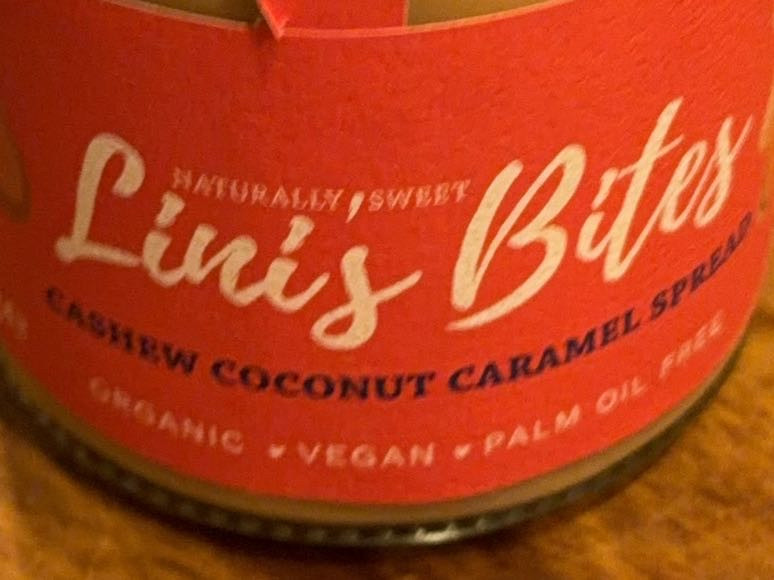 NATURALLY SWEET
Lini's Bites
CASHEW COCONUT CARAMEL SPREAD
ORGANIC ♥ VEGAN ♥ PALM OIL FREE